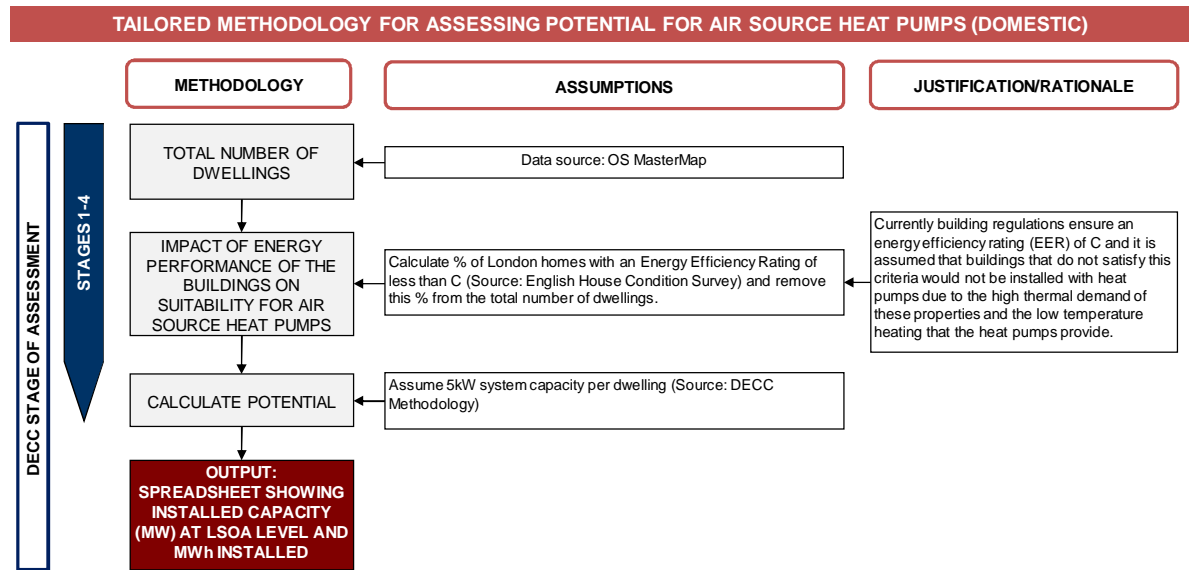 TAILORED METHODOLOGY FOR ASSESSING POTENTIAL FOR AIR SOURCE HEAT PUMPS (DOMESTIC)
METHODOLOGY
ASSUMPTIONS
JUSTIFICATION/RATIONALE
DECC STAGE OF ASSESSMENT
STAGES 1-4
TOTAL NUMBER OF
DWELLINGS
Data source: OS MasterMap
IMPACT OF ENERGY
PERFORMANCE OF THE
BUILDINGS ON
SUITABILITY FOR AIR
SOURCE HEAT PUMPS
Calculate % of London homes with an Energy Efficiency Rating of
less than C (Source: English House Condition Survey) and remove
this % from the total number of dwellings.
Currently building regulations ensure an
energy efficiency rating (EER) of C and it is
assumed that buildings that do not satisfy this
criteria would not be installed with heat
pumps due to the high thermal demand of
these properties and the low temperature
heating that the heat pumps provide.
CALCULATE POTENTIAL
Assume 5kW system capacity per dwelling (Source: DECC
Methodology)
OUTPUT:
SPREADSHEET SHOWING
INSTALLED CAPACITY
(MW) AT LSOA LEVEL AND
MWh INSTALLED